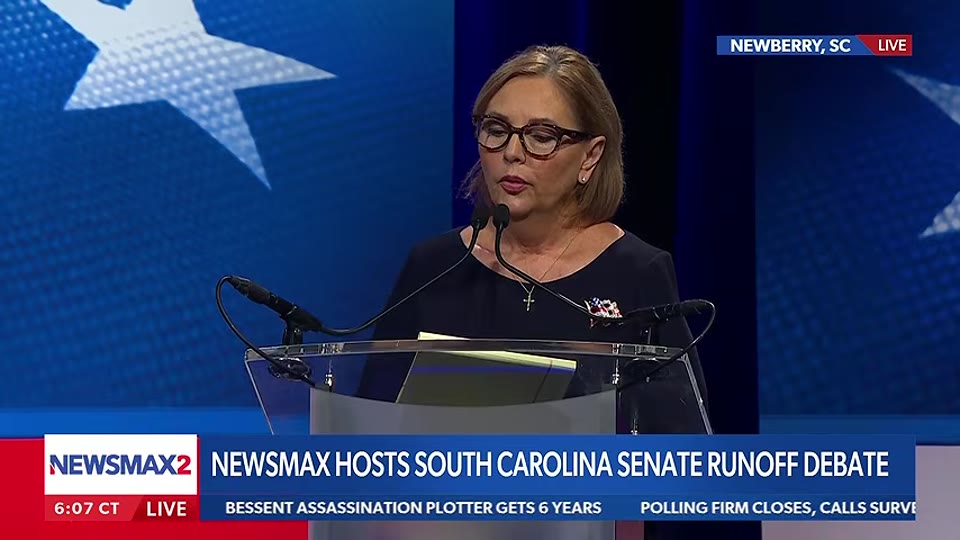 NEWBERRY, SC LIVE
NEWSMAX2 NEWSMAX HOSTS SOUTH CAROLINA SENATE RUNOFF DEBATE
6:07 CT LIVE BESSENT ASSASSINATION PLOTTER GETS 6 YEARS POLLING FIRM CLOSES, CALLS SURVE